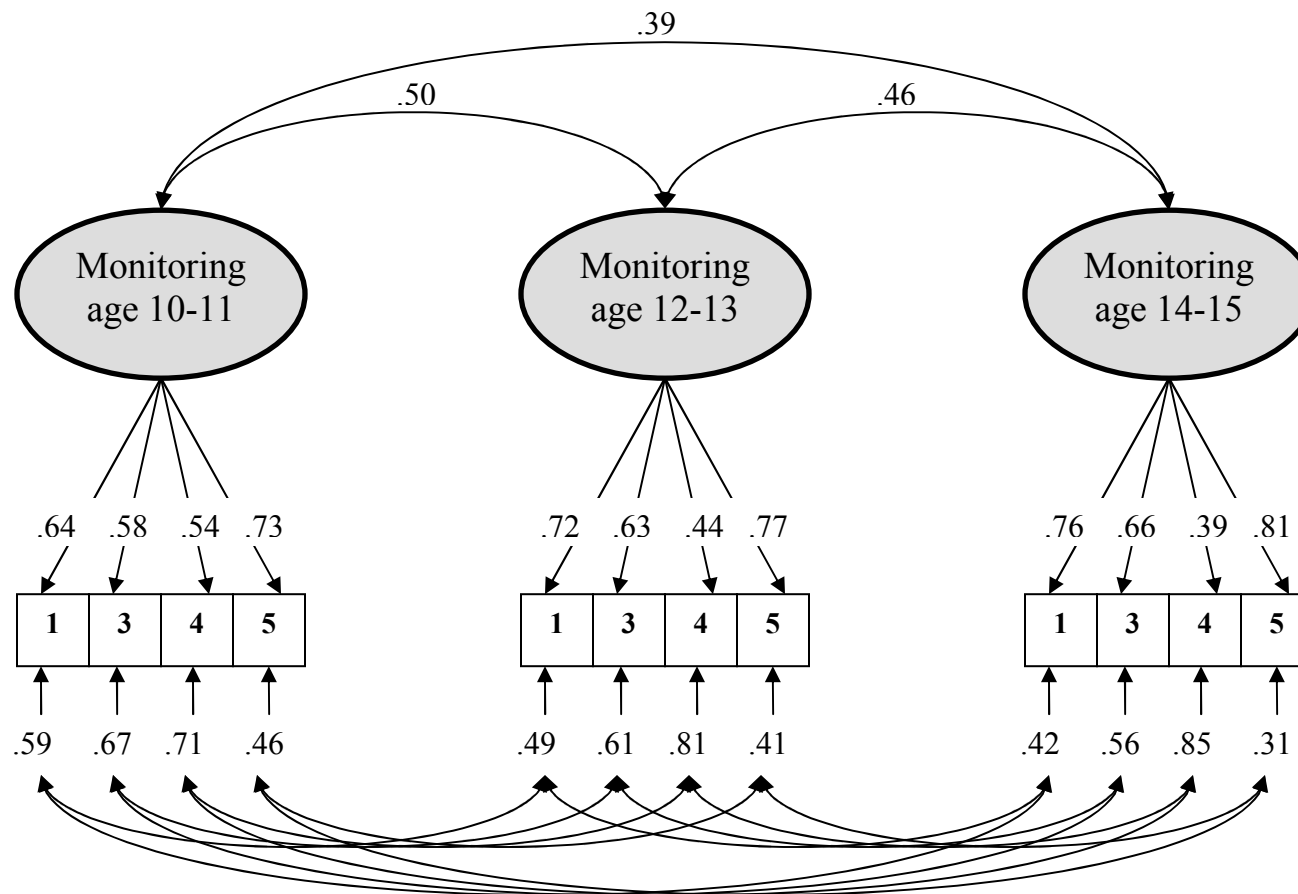 .39
.50 .46
Monitoring
age 10-11
Monitoring
age 12-13
Monitoring
age 14-15
.64 .58 .54 .73 .72 .63 .44 .77 .76 .66 .39 .81
1 3 4 5 1 3 4 5 1 3 4 5
.59 .67 .71 .46 .49 .61 .81 .41 .42 .56 .85 .31